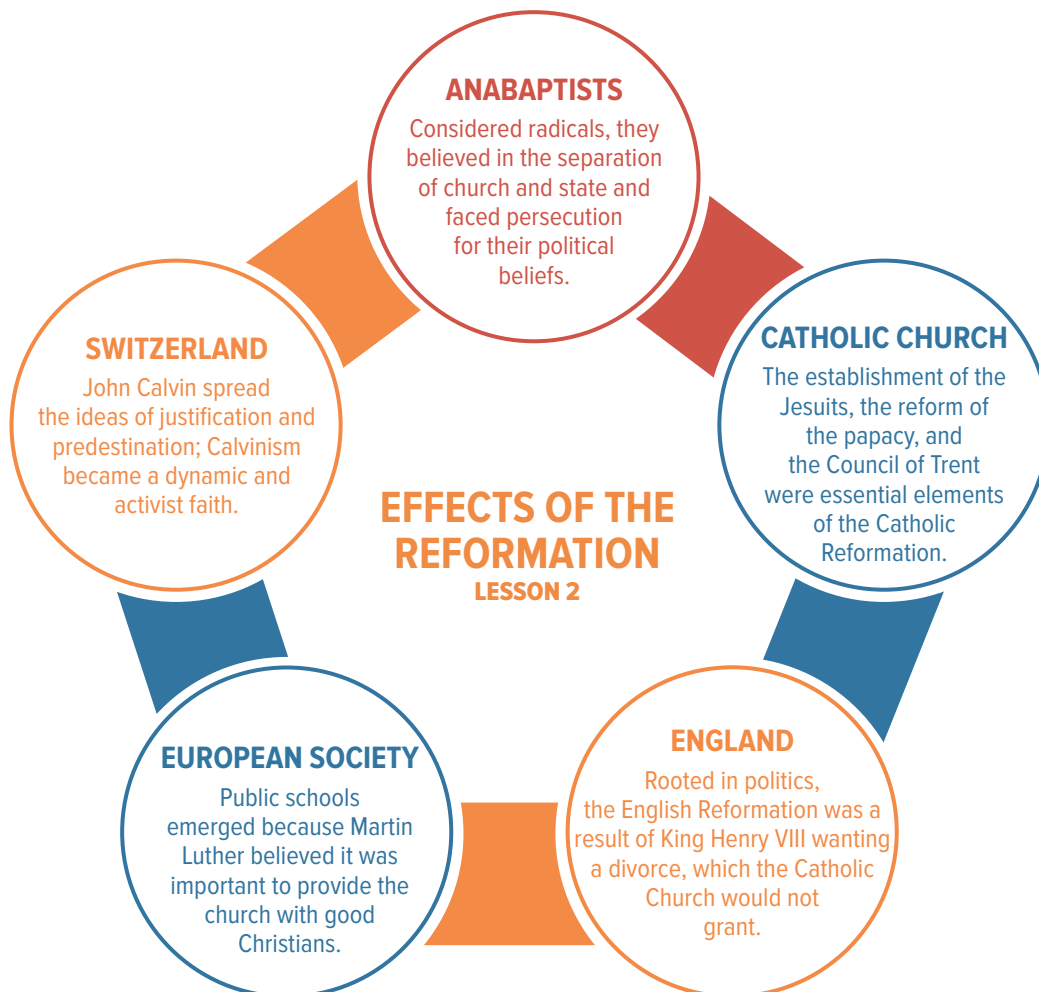 ANABAPTISTS
Considered radicals, they
believed in the separation
of church and state and
faced persecution
for their political
beliefs.
SWITZERLAND
John Calvin spread
the ideas of justification and
predestination; Calvinism
became a dynamic and
activist faith.
CATHOLIC CHURCH
The establishment of the
Jesuits, the reform of
the papacy, and
the Council of Trent
were essential elements
of the Catholic
Reformation.
EFFECTS OF THE
REFORMATION
LESSON 2
EUROPEAN SOCIETY
Public schools
emerged because Martin
Luther believed it was
important to provide the
church with good
Christians.
ENGLAND
Rooted in politics,
the English Reformation was a
result of King Henry VIII wanting
a divorce, which the Catholic
Church would not
grant.